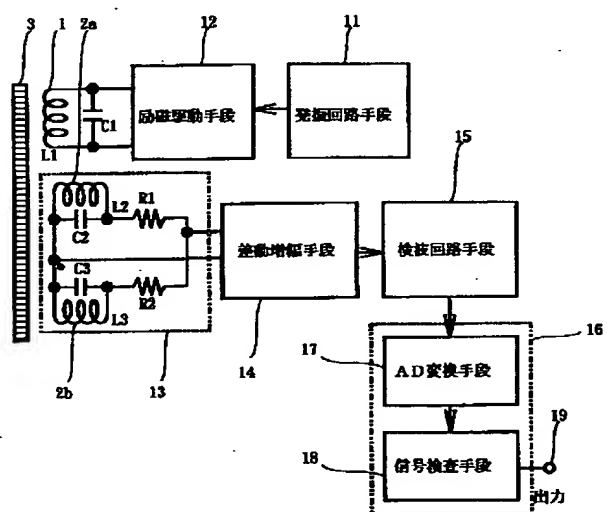 3
1
2a
12
11
励磁駆動手段
発振回路手段
C1
L1
15
L2
R1
C2
差動増幅手段
検波回路手段
C3
R2
L3
16
17
2b
13
14
AD変換手段
19
18
信号検査手段
出力